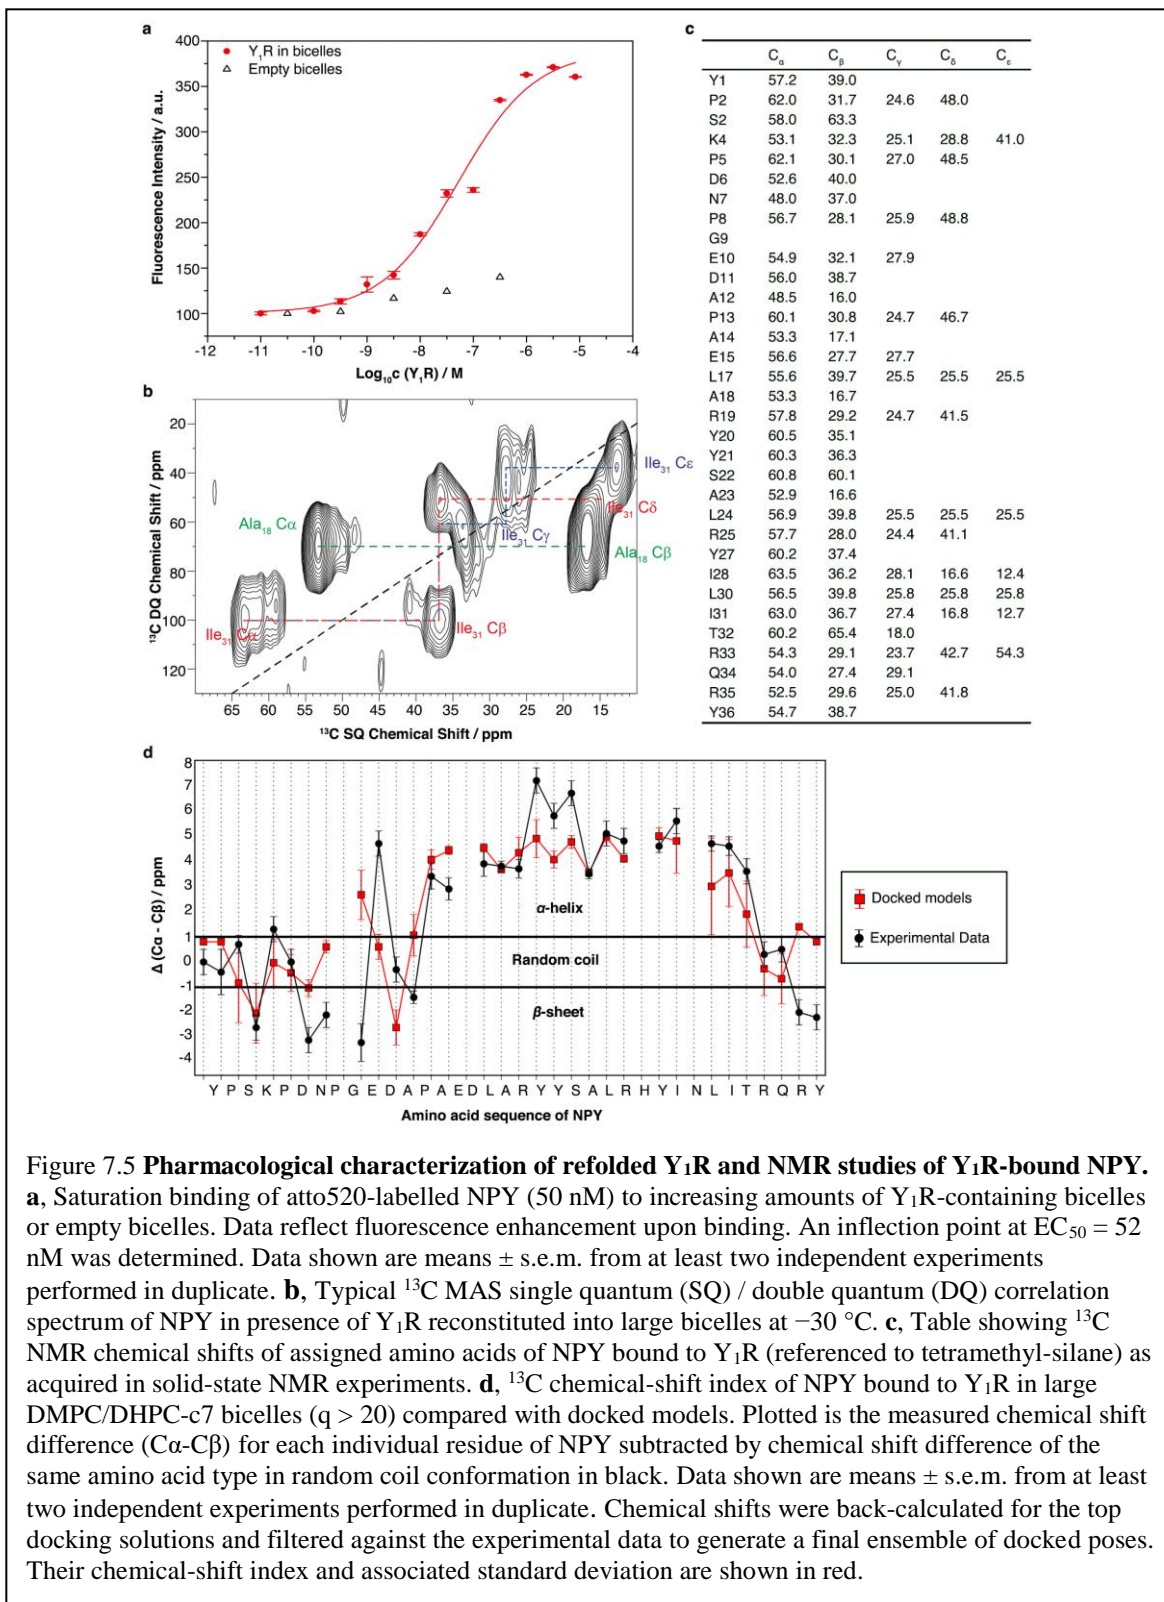 a
400
350
300
250
200
150
100
Fluorescence Intensity / a.u.
Y₁R in bicelles
Empty bicelles
-12 -11 -10 -9 -8 -7 -6 -5 -4
Log₁₀c (Y₁R) / M
b
20
40
60
80
100
120
¹³C DQ Chemical Shift / ppm
Ala₁₈ Cα
Ile₃₁ Cε
Ile₃₁ Cδ
Ile₃₁ Cγ
Ala₁₈ Cβ
Ile₃₁ Cα
Ile₃₁ Cβ
65 60 55 50 45 40 35 30 25 20 15
¹³C SQ Chemical Shift / ppm
c
Cα Cβ Cγ Cδ Cε
Y1 57.2 39.0
P2 62.0 31.7 24.6 48.0
S2 58.0 63.3
K4 53.1 32.3 25.1 28.8 41.0
P5 62.1 30.1 27.0 48.5
D6 52.6 40.0
N7 48.0 37.0
P8 56.7 28.1 25.9 48.8
G9
E10 54.9 32.1 27.9
D11 56.0 38.7
A12 48.5 16.0
P13 60.1 30.8 24.7 46.7
A14 53.3 17.1
E15 56.6 27.7 27.7
L17 55.6 39.7 25.5 25.5 25.5
A18 53.3 16.7
R19 57.8 29.2 24.7 41.5
Y20 60.5 35.1
Y21 60.3 36.3
S22 60.8 60.1
A23 52.9 16.6
L24 56.9 39.8 25.5 25.5 25.5
R25 57.7 28.0 24.4 41.1
Y27 60.2 37.4
I28 63.5 36.2 28.1 16.6 12.4
L30 56.5 39.8 25.8 25.8 25.8
I31 63.0 36.7 27.4 16.8 12.7
T32 60.2 65.4 18.0
R33 54.3 29.1 23.7 42.7 54.3
Q34 54.0 27.4 29.1
R35 52.5 29.6 25.0 41.8
Y36 54.7 38.7
d
8
7
6
5
4
3
2
1
0
-1
-2
-3
-4
Δ (Cα - Cβ) / ppm
α-helix
Random coil
β-sheet
Y P S K P D N P G E D A P A E D L A R Y Y S A L R H Y I N L I T R Q R Y
Amino acid sequence of NPY
Docked models
Experimental Data
Figure 7.5 Pharmacological characterization of refolded Y₁R and NMR studies of Y₁R-bound NPY.
a, Saturation binding of atto520-labelled NPY (50 nM) to increasing amounts of Y₁R-containing bicelles
or empty bicelles. Data reflect fluorescence enhancement upon binding. An inflection point at EC₅₀ = 52
nM was determined. Data shown are means ± s.e.m. from at least two independent experiments
performed in duplicate. b, Typical ¹³C MAS single quantum (SQ) / double quantum (DQ) correlation
spectrum of NPY in presence of Y₁R reconstituted into large bicelles at −30 °C. c, Table showing ¹³C
NMR chemical shifts of assigned amino acids of NPY bound to Y₁R (referenced to tetramethyl-silane) as
acquired in solid-state NMR experiments. d, ¹³C chemical-shift index of NPY bound to Y₁R in large
DMPC/DHPC-c7 bicelles (q > 20) compared with docked models. Plotted is the measured chemical shift
difference (Cα-Cβ) for each individual residue of NPY subtracted by chemical shift difference of the
same amino acid type in random coil conformation in black. Data shown are means ± s.e.m. from at least
two independent experiments performed in duplicate. Chemical shifts were back-calculated for the top
docking solutions and filtered against the experimental data to generate a final ensemble of docked poses.
Their chemical-shift index and associated standard deviation are shown in red.